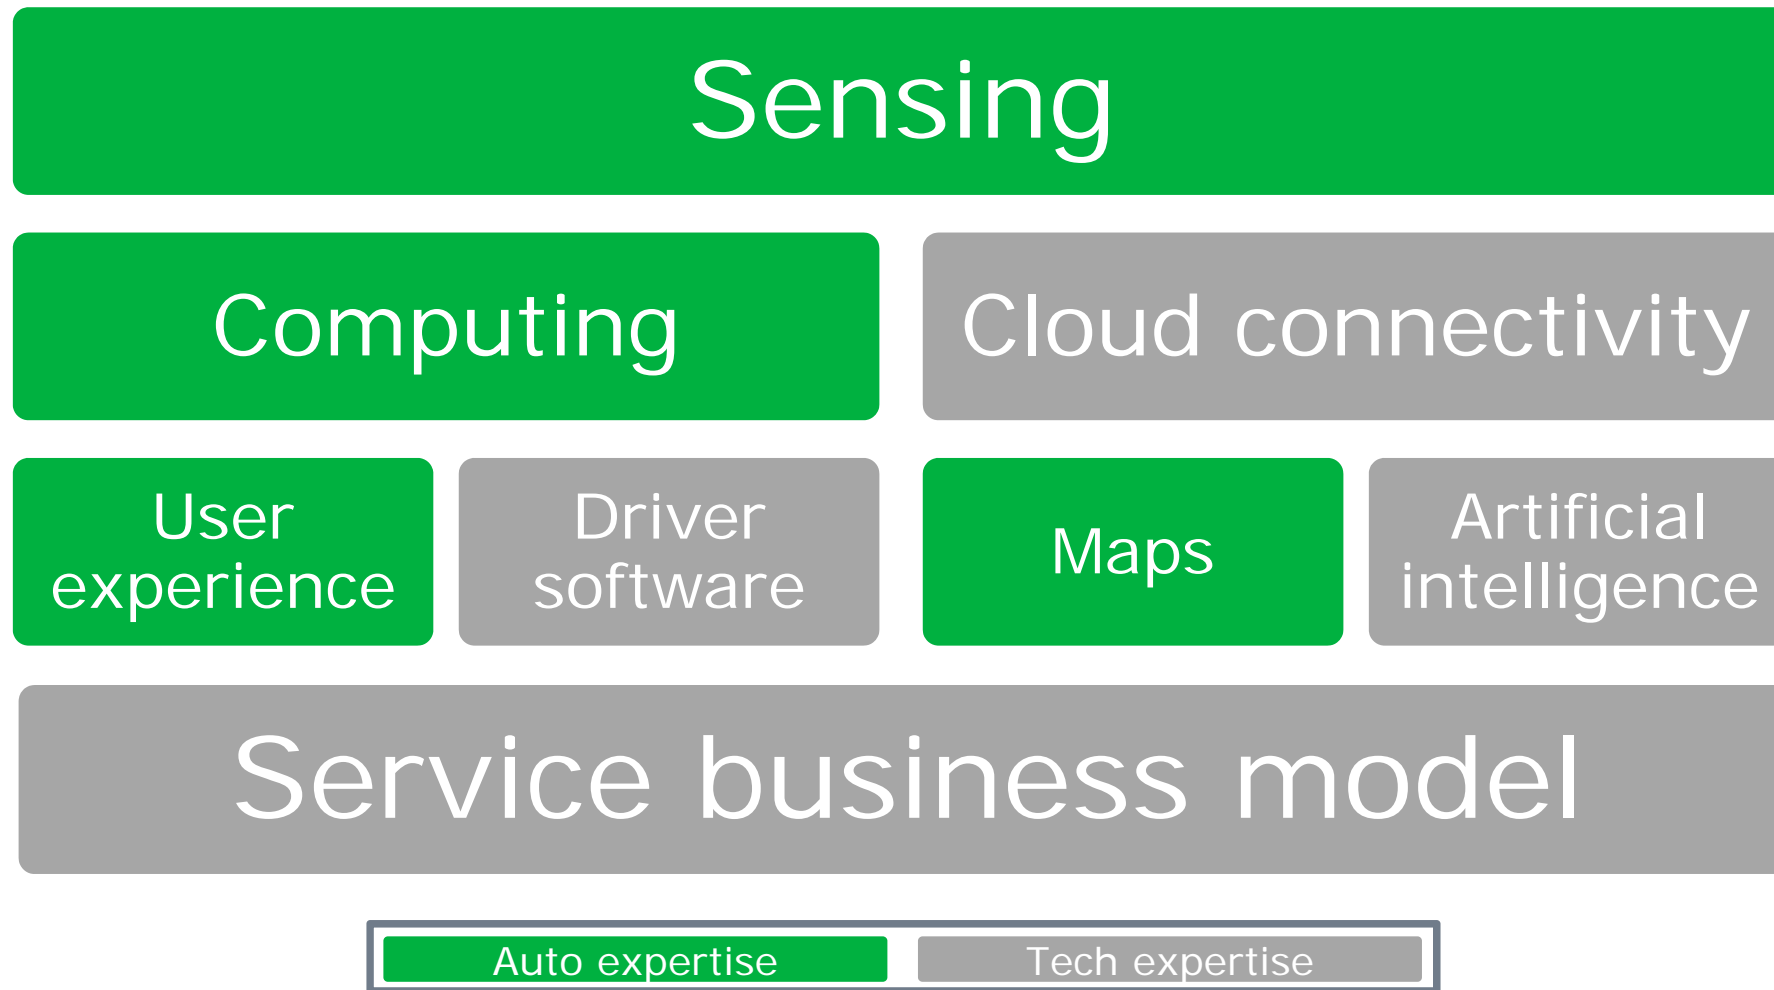 Sensing
Computing
Cloud connectivity
User
experience
Driver
software
Maps
Artificial
intelligence
Service business model
Auto expertise
Tech expertise